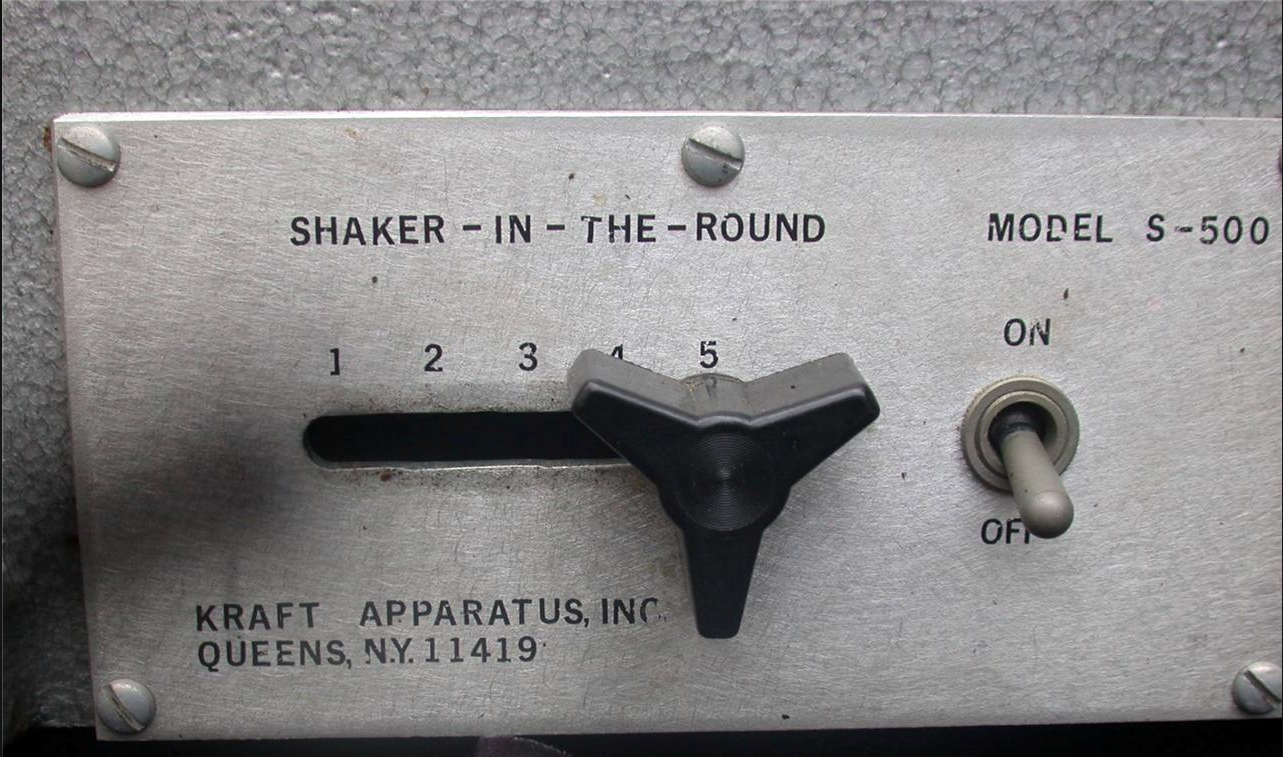 SHAKER - IN - THE - ROUND
MODEL S-500
1 2 3 4 5
ON
OFF
KRAFT APPARATUS, INC.
QUEENS, N.Y. 11419